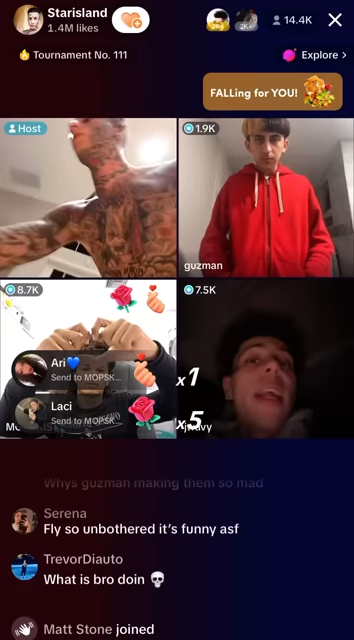 Starisland
1.4M likes
14.4K
Tournament No. 111
Explore >
FALLing for YOU!
Host
1.9K
guzman
8.7K
7.5K
Ari💙
Send to MOPSK...
x1
Laci
Send to MOPSK...
x5
Whys guzman making them so mad
Serena
Fly so unbothered it's funny asf
TrevorDiauto
What is bro doin 💀
Matt Stone joined